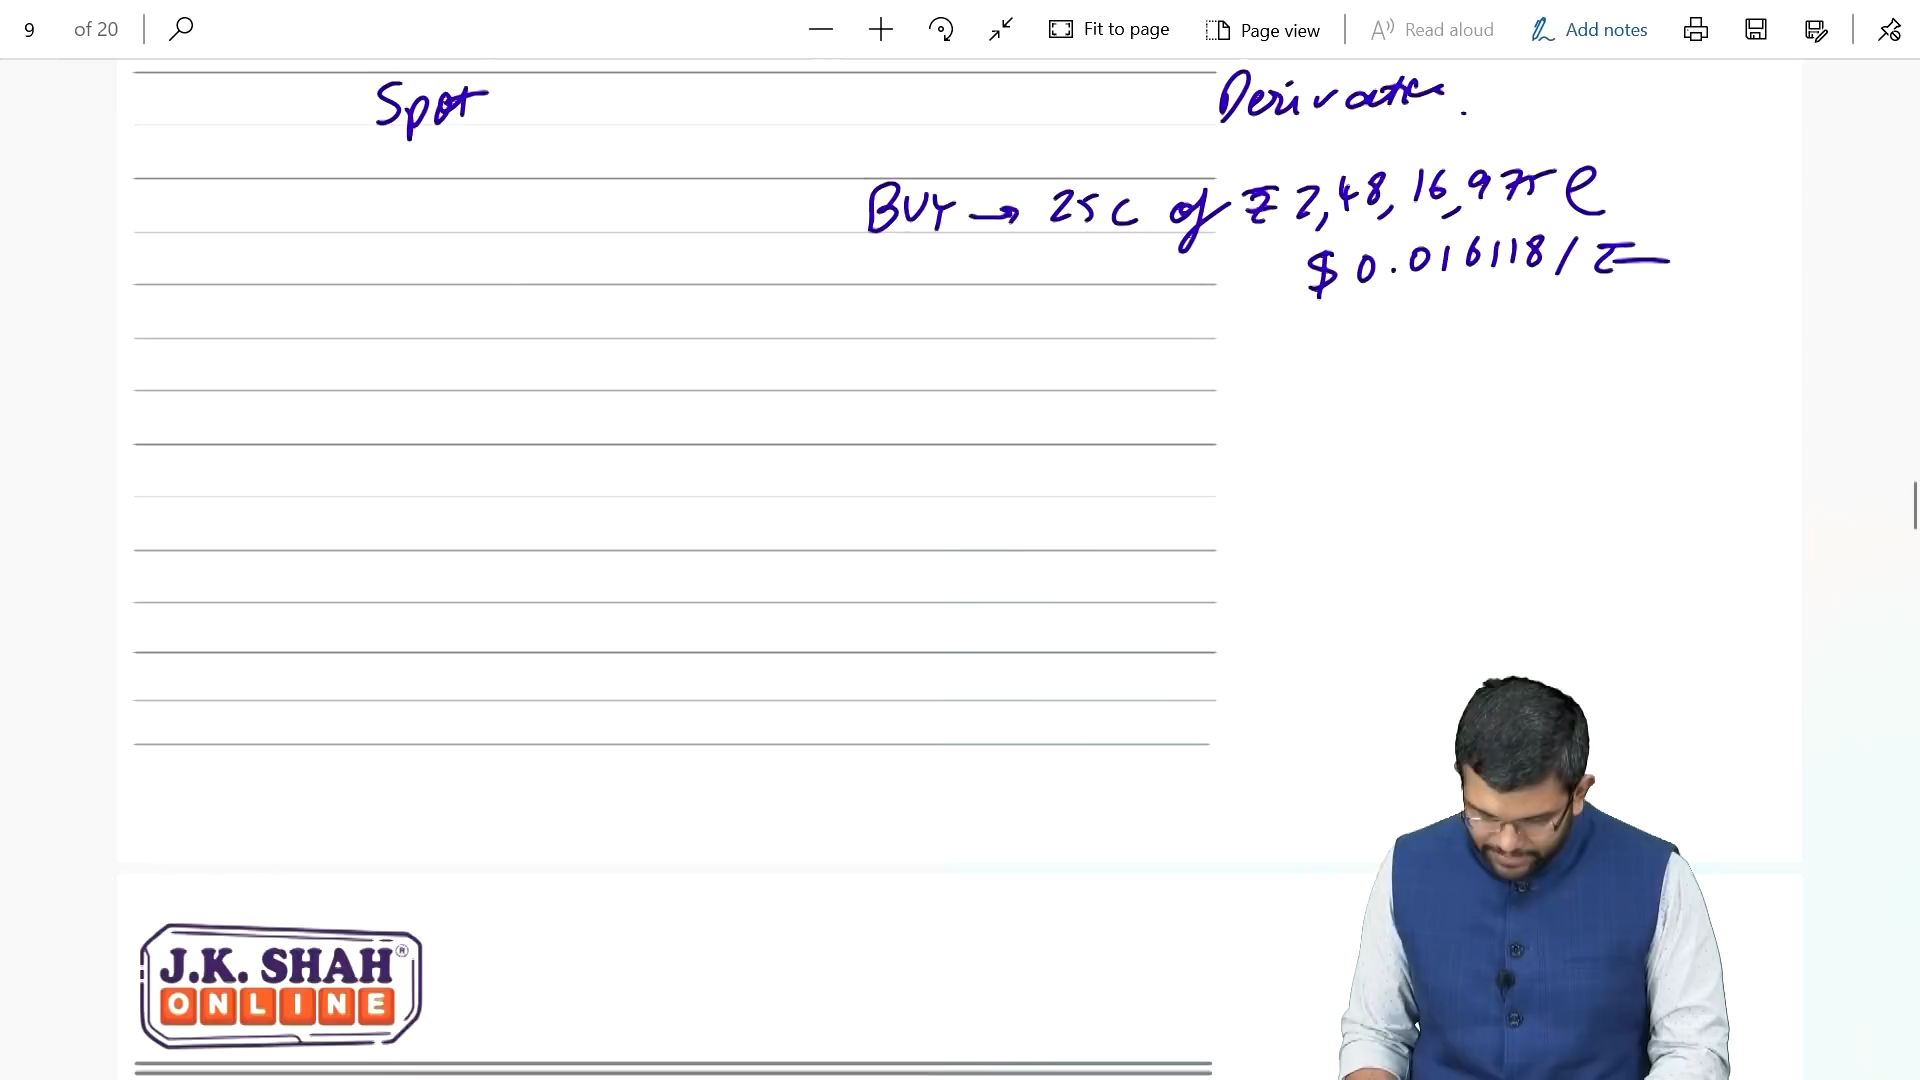 9 of 20 Fit to page Page view Read aloud Add notes
Spot Derivative.
BUY → 25 C of ₹ 2,48,16,975 @
$ 0.016118 / ₹
J.K. SHAH®
ONLINE